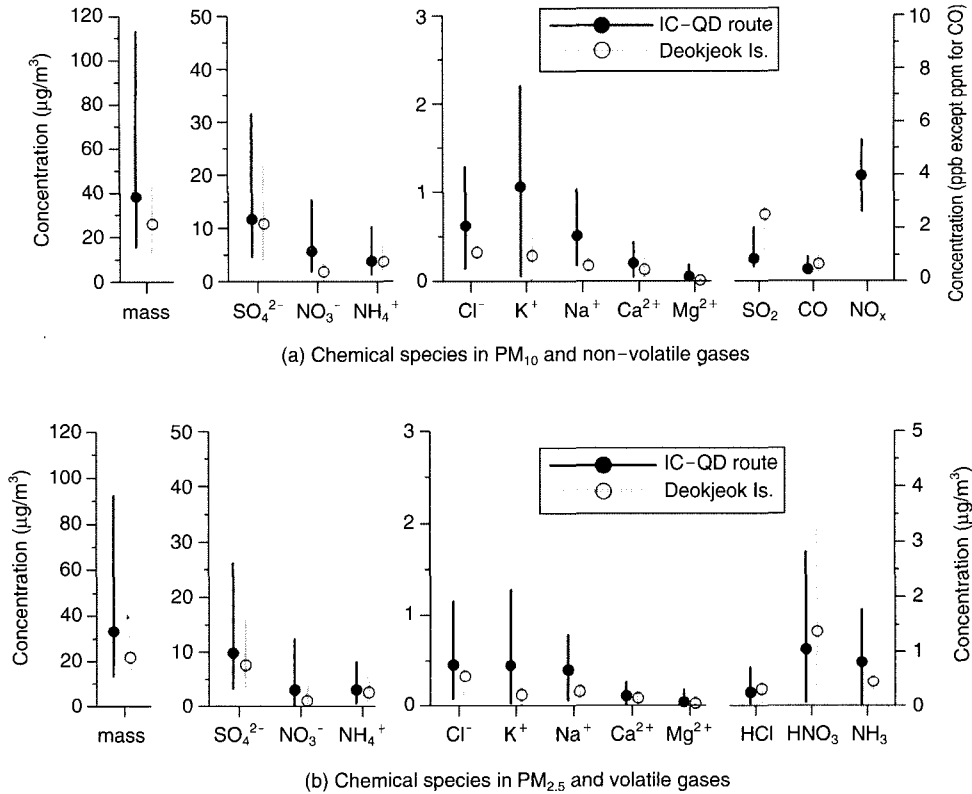 Concentration (μg/m³)
120
100
80
60
40
20
0
mass
50
40
30
20
10
0
SO₄²⁻ NO₃⁻ NH₄⁺
3
2
1
0
Cl⁻ K⁺ Na⁺ Ca²⁺ Mg²⁺
IC−QD route
Deokjeok Is.
10
8
6
4
2
0
SO₂ CO NOₓ
Concentration (ppb except ppm for CO)
(a) Chemical species in PM₁₀ and non−volatile gases
Concentration (μg/m³)
120
100
80
60
40
20
0
mass
50
40
30
20
10
0
SO₄²⁻ NO₃⁻ NH₄⁺
3
2
1
0
Cl⁻ K⁺ Na⁺ Ca²⁺ Mg²⁺
IC−QD route
Deokjeok Is.
5
4
3
2
1
0
HCl HNO₃ NH₃
Concentration (μg/m³)
(b) Chemical species in PM₂.₅ and volatile gases